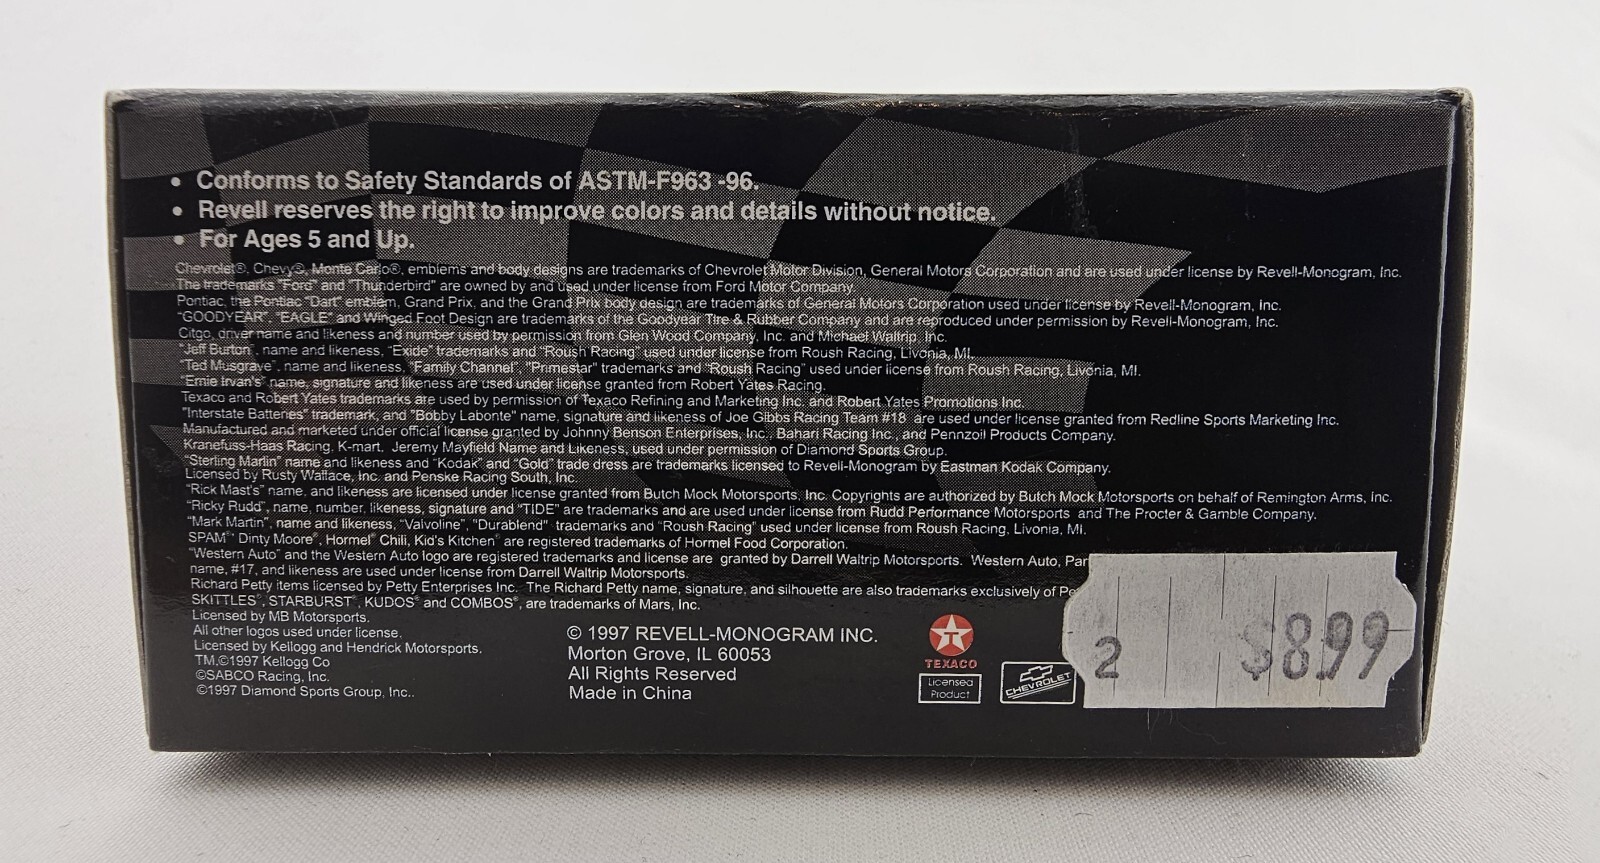 • Conforms to Safety Standards of ASTM-F963 -96.
• Revell reserves the right to improve colors and details without notice.
• For Ages 5 and Up.
Chevrolet®, Chevy®, Monte Carlo®, emblems and body designs are trademarks of Chevrolet Motor Division, General Motors Corporation and are used under license by Revell-Monogram, Inc.
The trademarks "Ford" and "Thunderbird" are owned by and used under license from Ford Motor Company.
Pontiac, the Pontiac "Dart" emblem, Grand Prix, and the Grand Prix body design are trademarks of General Motors Corporation used under license by Revell-Monogram, Inc.
"GOODYEAR", "EAGLE" and Winged Foot Design are trademarks of the Goodyear Tire & Rubber Company and are reproduced under permission by Revell-Monogram, Inc.
Citgo, driver name and likeness and number used by permission from Glen Wood Company, Inc. and Michael Waltrip, Inc.
"Jeff Burton", name and likeness, "Exide" trademarks and "Roush Racing" used under license from Roush Racing, Livonia, MI.
"Ted Musgrave", name and likeness, "Family Channel", "Primestar" trademarks and "Roush Racing" used under license from Roush Racing, Livonia, MI.
"Ernie Irvan's" name, signature and likeness are used under license granted from Robert Yates Racing.
Texaco and Robert Yates trademarks are used by permission of Texaco Refining and Marketing Inc. and Robert Yates Promotions Inc.
"Interstate Batteries" trademark, and "Bobby Labonte" name, signature and likeness of Joe Gibbs Racing Team #18 are used under license granted from Redline Sports Marketing Inc.
Manufactured and marketed under official license granted by Johnny Benson Enterprises, Inc., Bahari Racing Inc., and Pennzoil Products Company.
Kranefuss-Haas Racing, K-mart, Jeremy Mayfield Name and Likeness, used under permission of Diamond Sports Group.
"Sterling Marlin" name and likeness and "Kodak" and "Gold" trade dress are trademarks licensed to Revell-Monogram by Eastman Kodak Company.
Licensed by Rusty Wallace, Inc. and Penske Racing South, Inc.
"Rick Mast's" name, and likeness are licensed under license granted from Butch Mock Motorsports, Inc. Copyrights are authorized by Butch Mock Motorsports on behalf of Remington Arms, Inc.
"Ricky Rudd", name, number, likeness, signature and "TIDE" are trademarks and are used under license from Rudd Performance Motorsports and The Procter & Gamble Company.
"Mark Martin", name and likeness, "Valvoline", "Durablend" trademarks and "Roush Racing" used under license from Roush Racing, Livonia, MI.
SPAM® Dinty Moore®, Hormel® Chili, Kid's Kitchen® are registered trademarks of Hormel Food Corporation.
"Western Auto" and the Western Auto logo are registered trademarks and license are granted by Darrell Waltrip Motorsports. Western Auto, Par
name, #17, and likeness are used under license from Darrell Waltrip Motorsports.
Richard Petty items licensed by Petty Enterprises Inc. The Richard Petty name, signature, and silhouette are also trademarks exclusively of Pe
SKITTLES®, STARBURST®, KUDOS® and COMBOS®, are trademarks of Mars, Inc.
Licensed by MB Motorsports.
All other logos used under license.
Licensed by Kellogg and Hendrick Motorsports.
TM,©1997 Kellogg Co
©SABCO Racing, Inc.
©1997 Diamond Sports Group, Inc..
© 1997 REVELL-MONOGRAM INC.
Morton Grove, IL 60053
All Rights Reserved
Made in China
T
TEXACO
Licensed
Product
CHEVROLET
2 $8.99